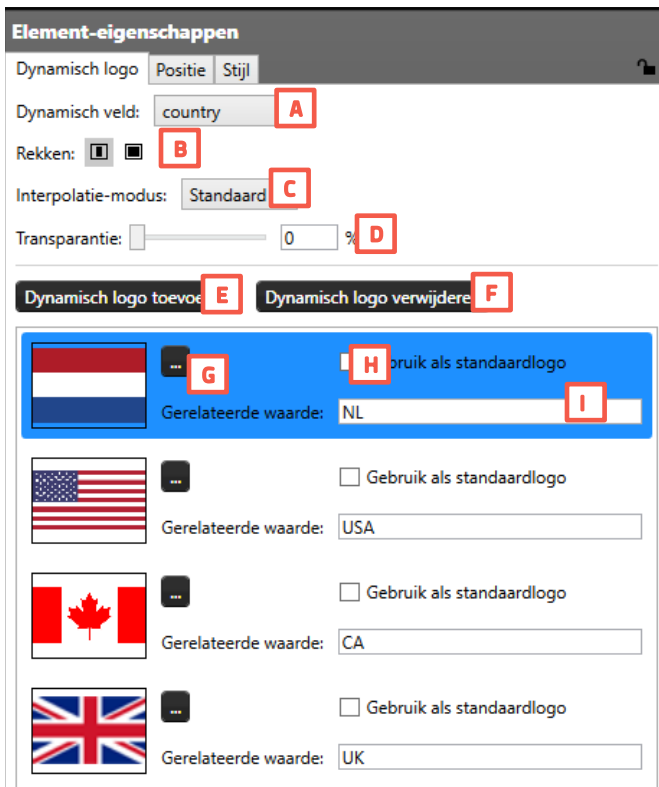 Element-eigenschappen
Dynamisch logo Positie Stijl
Dynamisch veld: country A
Rekken: B
Interpolatie-modus: Standaard C
Transparantie: 0 % D
Dynamisch logo toevoe E Dynamisch logo verwijdere F
... G H bruik als standaardlogo
Gerelateerde waarde: NL I
... Gebruik als standaardlogo
Gerelateerde waarde: USA
... Gebruik als standaardlogo
Gerelateerde waarde: CA
... Gebruik als standaardlogo
Gerelateerde waarde: UK